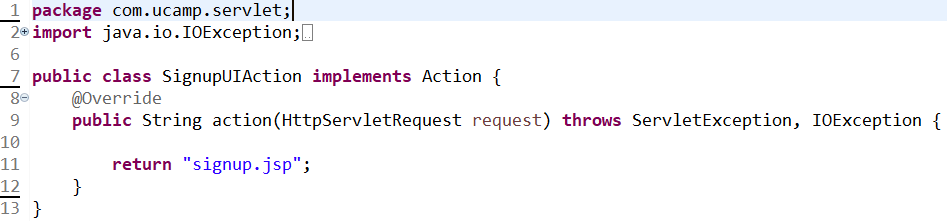 1 package com.ucamp.servlet;
2 import java.io.IOException;
6
7 public class SignupUIAction implements Action {
8     @Override
9     public String action(HttpServletRequest request) throws ServletException, IOException {
10
11         return "signup.jsp";
12     }
13 }